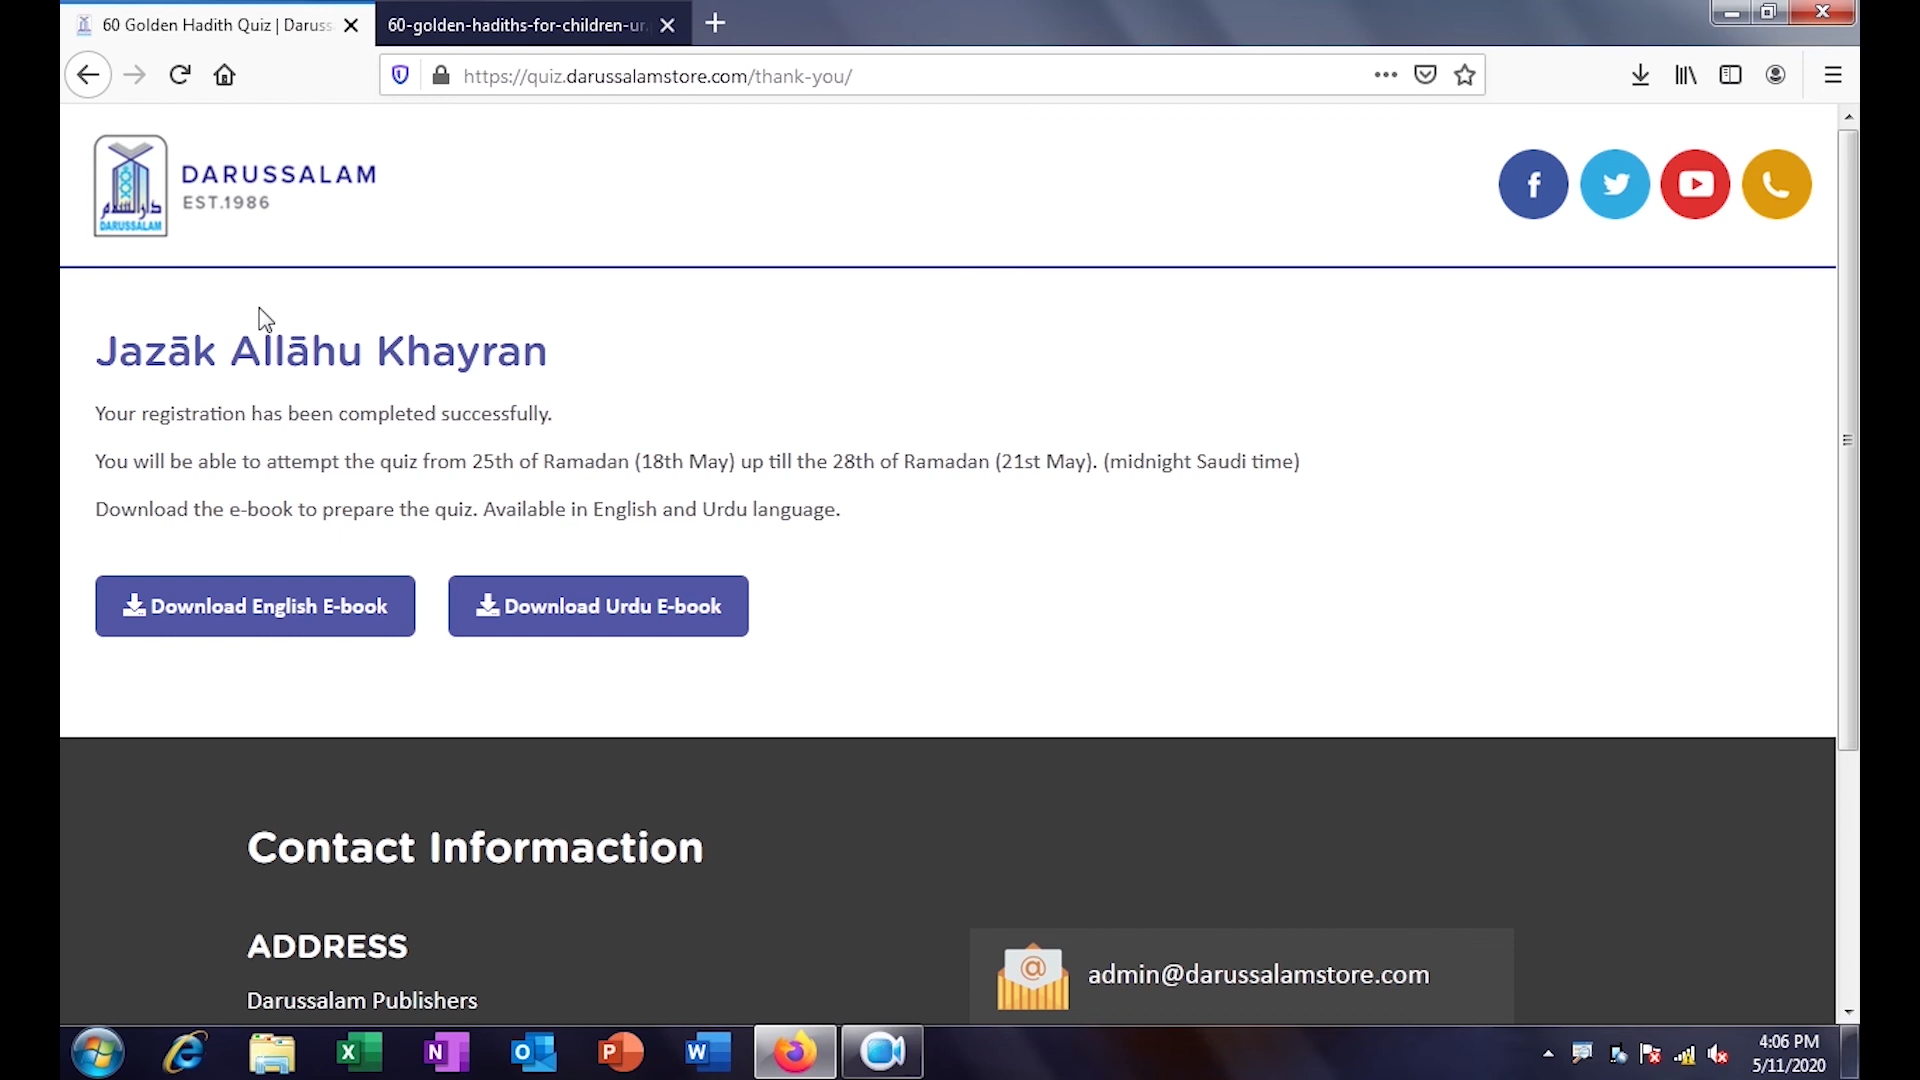 60 Golden Hadith Quiz | Daruss
60-golden-hadiths-for-children-ur.
https://quiz.darussalamstore.com/thank-you/
دارالسلام
DARUSSALAM
DARUSSALAM
EST.1986
Jazāk Allāhu Khayran
Your registration has been completed successfully.
You will be able to attempt the quiz from 25th of Ramadan (18th May) up till the 28th of Ramadan (21st May). (midnight Saudi time)
Download the e-book to prepare the quiz. Available in English and Urdu language.
Download English E-book
Download Urdu E-book
Contact Informaction
ADDRESS
Darussalam Publishers
admin@darussalamstore.com
4:06 PM
5/11/2020